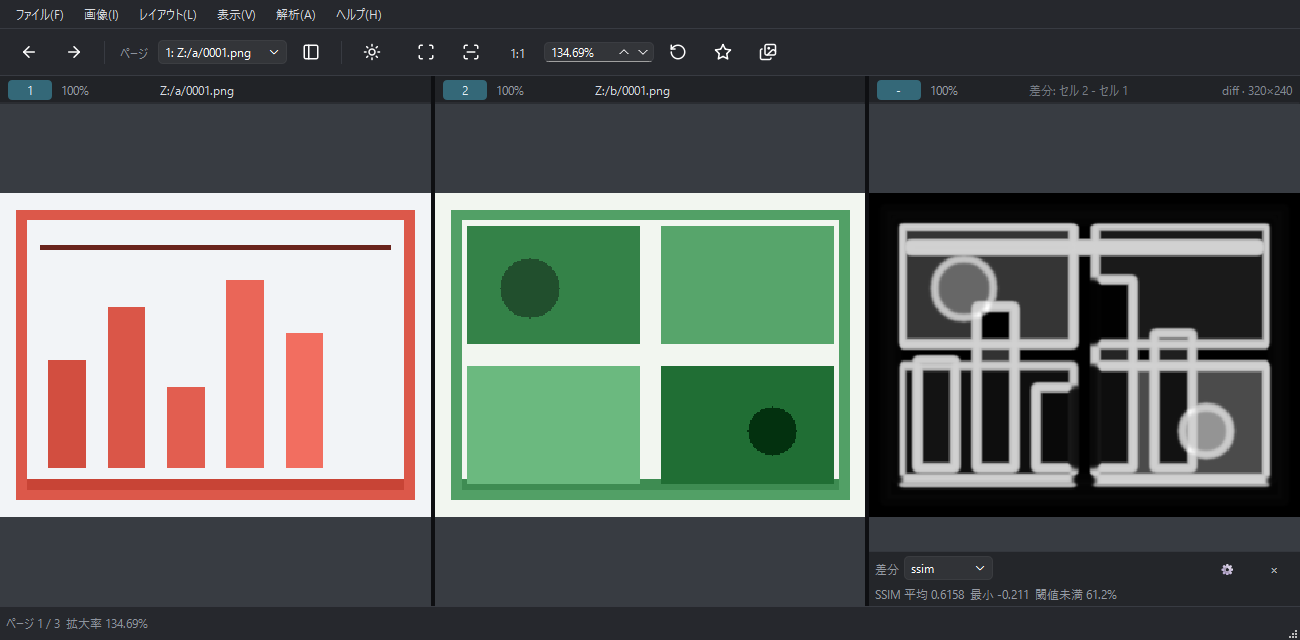 ファイル(F) 画像(I) レイアウト(L) 表示(V) 解析(A) ヘルプ(H)
ページ 1: Z:/a/0001.png 1:1 134.69%
1 100% Z:/a/0001.png
2 100% Z:/b/0001.png
- 100% 差分: セル 2 - セル 1 diff · 320×240
差分 ssim ×
SSIM 平均 0.6158 最小 -0.211 閾値未満 61.2%
ページ 1 / 3 拡大率 134.69%